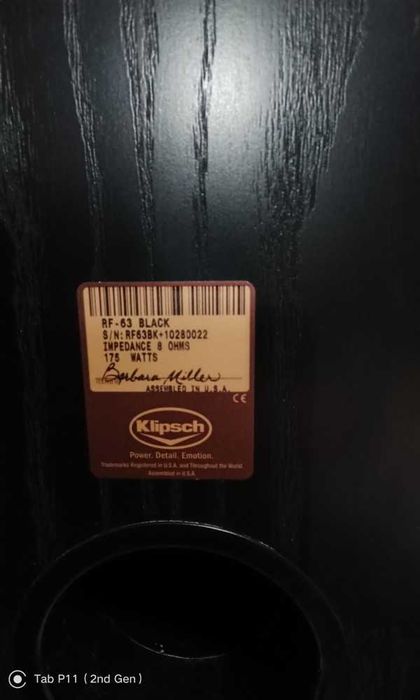 RF-63 BLACK
S/N:RF63BK+10280022
IMPEDANCE 8 OHMS
175 WATTS
Barbara Miller
ASSEMBLED IN U.S.A.
CE
Klipsch
Power. Detail. Emotion.
Trademarks Registered in U.S.A. and Throughout the World.
Assembled in U.S.A.
Tab P11 (2nd Gen)